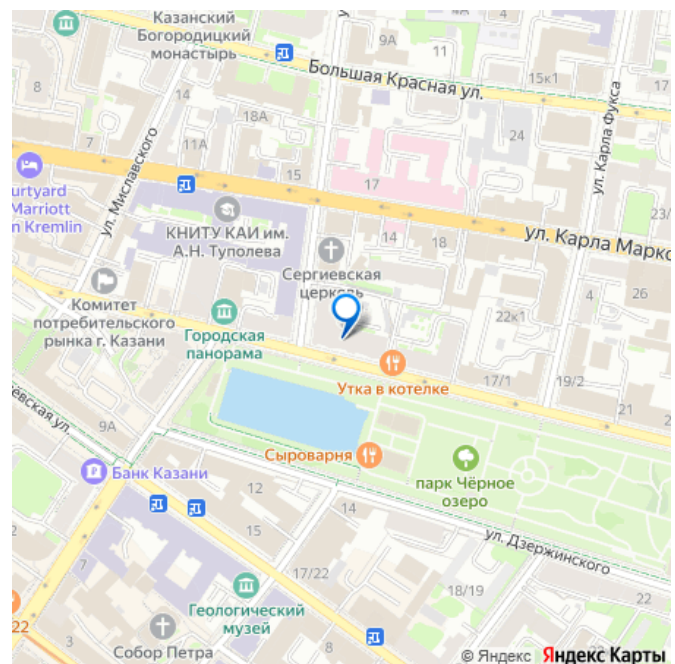 Казанский
Богородицкий
монастырь
9А
11
Большая Красная ул.
15к1
8
14
18А
24
ул. Карла Фукса
7
11А
15
17
ул. Миславского
Marriott
n Kremlin
КНИТУ КАИ им.
А.Н. Туполева
14
18
23/
ул. Карла Маркс
Сергиевская
церковь
Комитет
потребительского
рынка г. Казани
Городская
панорама
4
26
22к1
Утка в котелке
17/1
19/2
21
9А
Сыроварня
парк Чёрное
озеро
Банк Казани
12
14
15
ул. Дзержинского
7
17/22
18/19
22
Геологический
музей
22
3
Собор Петра
© Яндекс Яндекс Карты